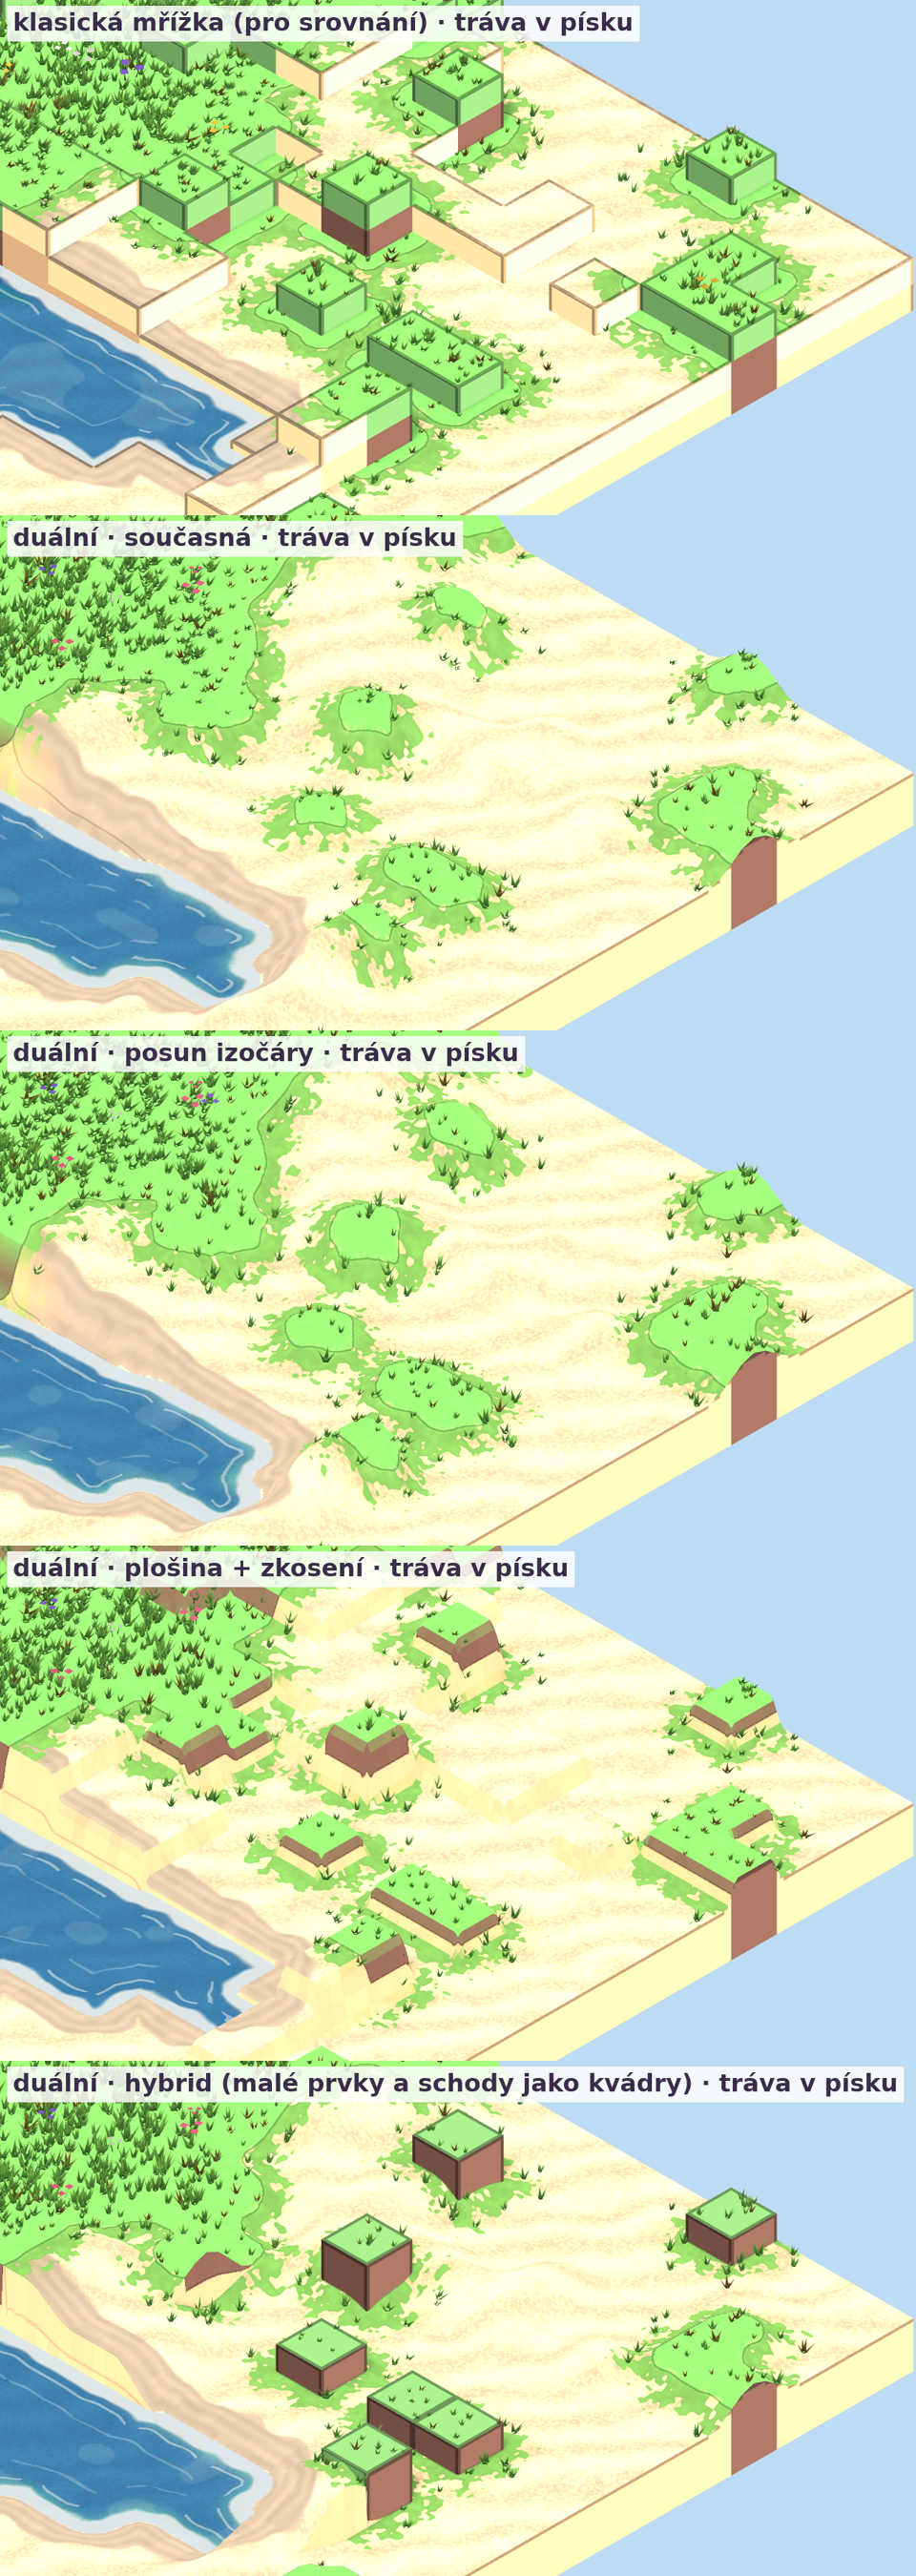 klasická mřížka (pro srovnání) · tráva v písku
duální · současná · tráva v písku
duální · posun izočáry · tráva v písku
duální · plošina + zkosení · tráva v písku
duální · hybrid (malé prvky a schody jako kvádry) · tráva v písku